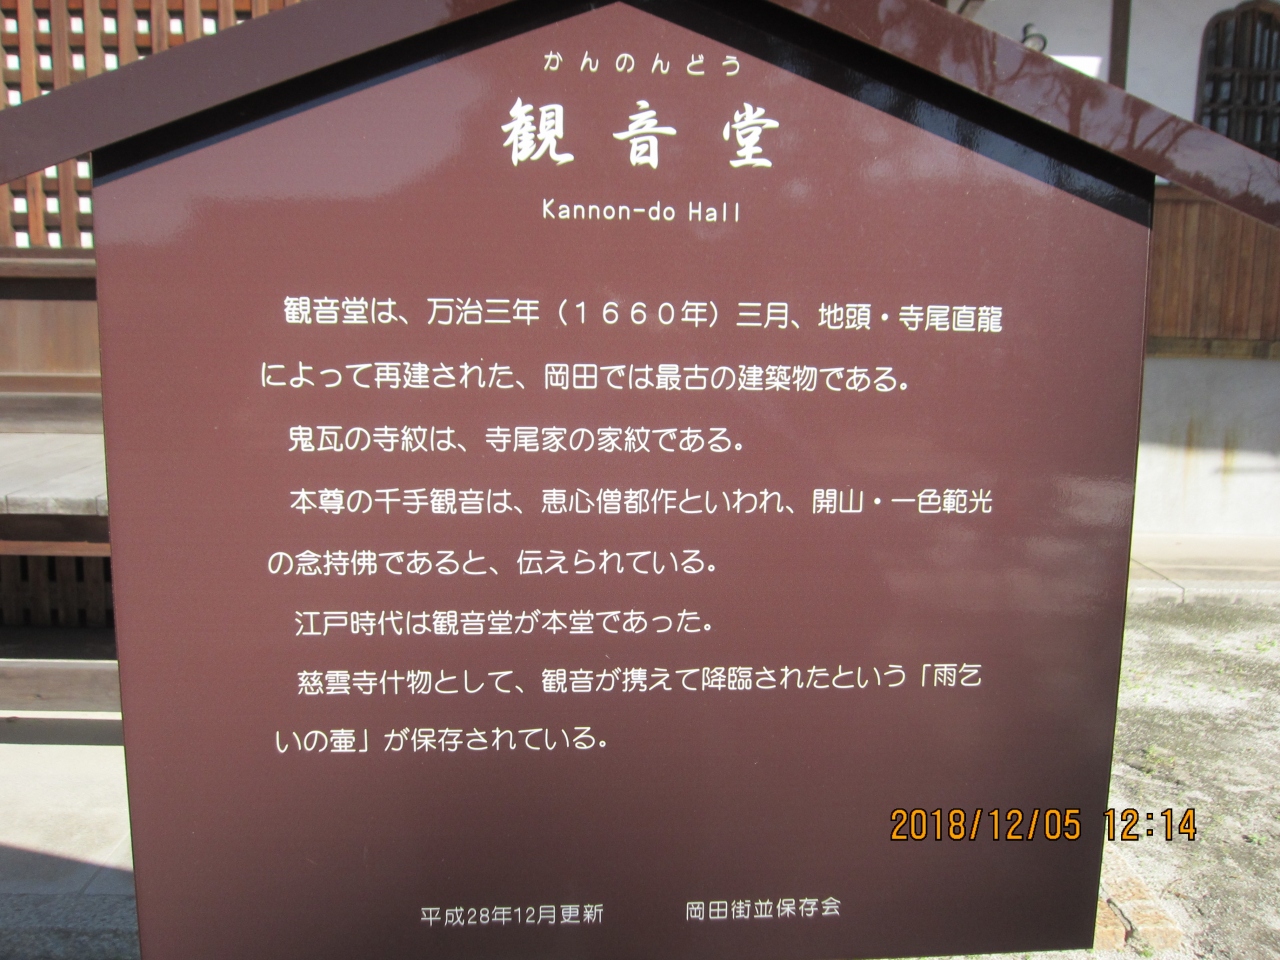 かんのんどう
観音堂
Kannon-do Hall
観音堂は、万治三年（１６６０年）三月、地頭・寺尾直龍
によって再建された、岡田では最古の建築物である。
鬼瓦の寺紋は、寺尾家の家紋である。
本尊の千手観音は、恵心僧都作といわれ、開山・一色範光
の念持佛であると、伝えられている。
江戸時代は観音堂が本堂であった。
慈雲寺什物として、観音が携えて降臨されたという「雨乞
いの壷」が保存されている。
2018/12/05 12:14
平成28年12月更新 岡田街並保存会